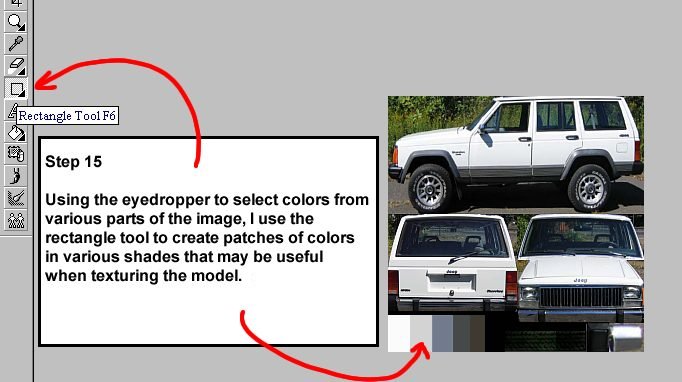 Rectangle Tool F6
Step 15
Using the eyedropper to select colors from
various parts of the image, I use the
rectangle tool to create patches of colors
in various shades that may be useful
when texturing the model.
Jeep
Jeep